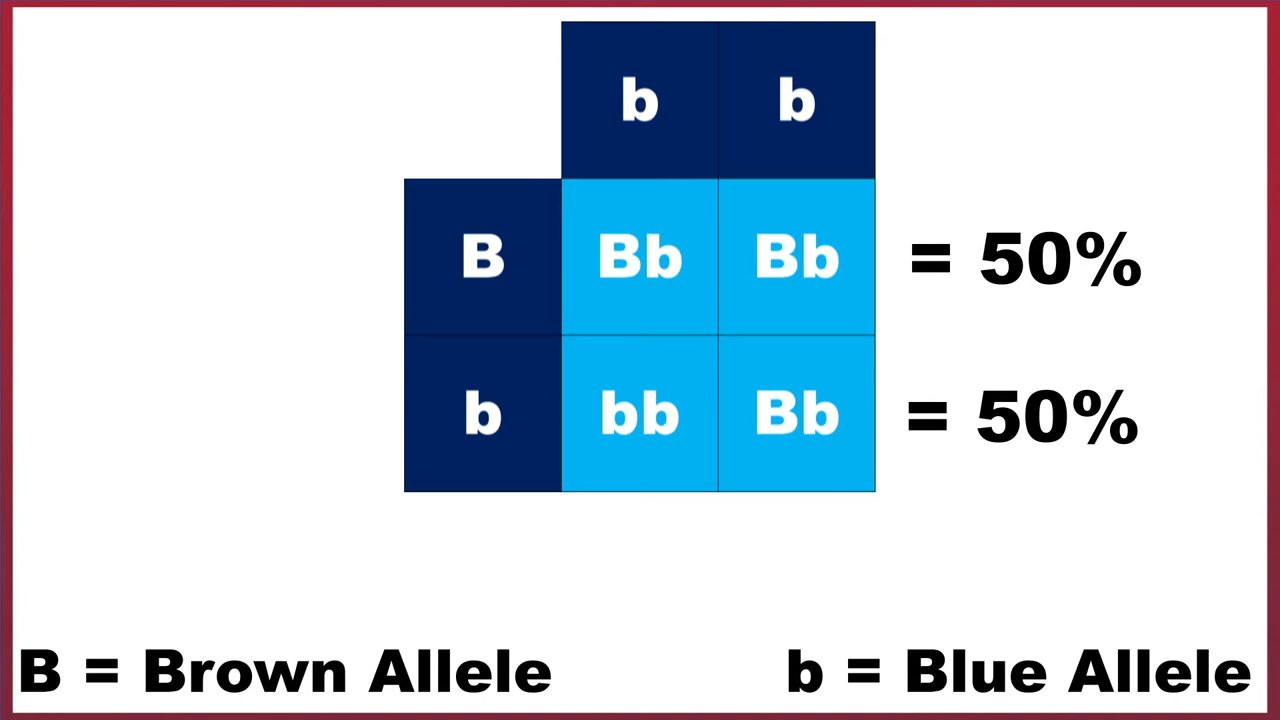 b b
B Bb Bb = 50%
b bb Bb = 50%
B = Brown Allele b = Blue Allele